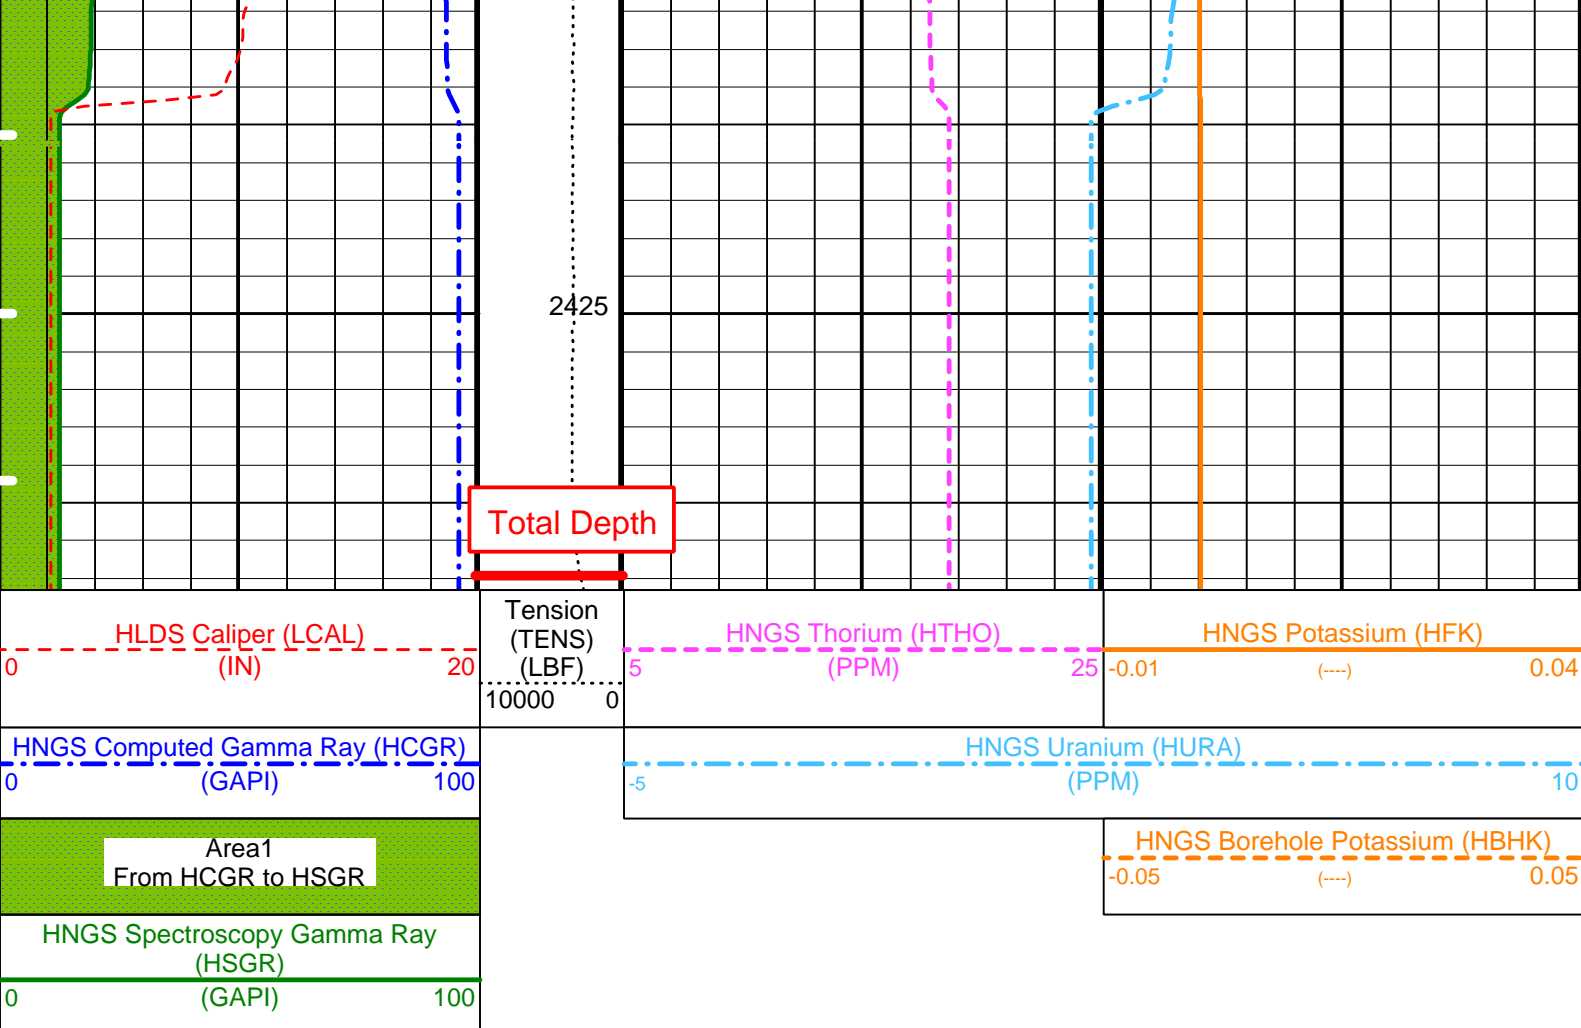 2425
Total Depth
HLDS Caliper (LCAL)
0 (IN) 20
Tension
(TENS)
(LBF)
10000 0
HNGS Thorium (HTHO)
5 (PPM) 25
HNGS Potassium (HFK)
-0.01 (----) 0.04
HNGS Computed Gamma Ray (HCGR)
0 (GAPI) 100
HNGS Uranium (HURA)
-5 (PPM) 10
Area1
From HCGR to HSGR
HNGS Borehole Potassium (HBHK)
-0.05 (----) 0.05
HNGS Spectroscopy Gamma Ray
(HSGR)
0 (GAPI) 100